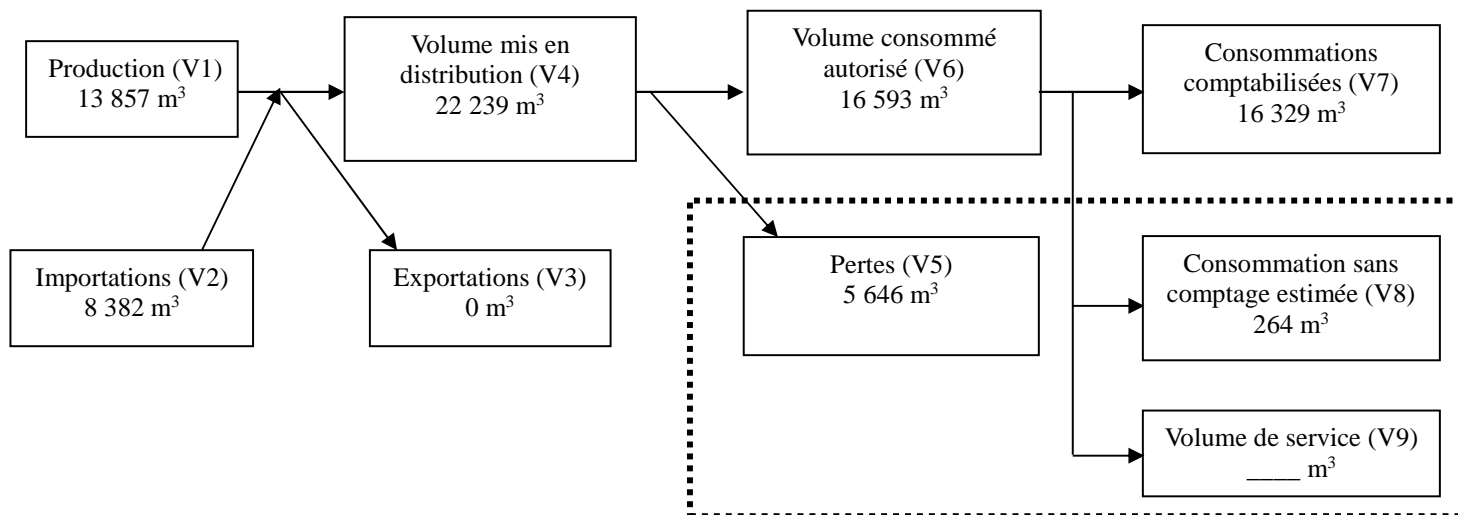 Production (V1)
13 857 m³
Volume mis en
distribution (V4)
22 239 m³
Volume consommé
autorisé (V6)
16 593 m³
Consommations
comptabilisées (V7)
16 329 m³
Importations (V2)
8 382 m³
Exportations (V3)
0 m³
Pertes (V5)
5 646 m³
Consommation sans
comptage estimée (V8)
264 m³
Volume de service (V9)
____ m³